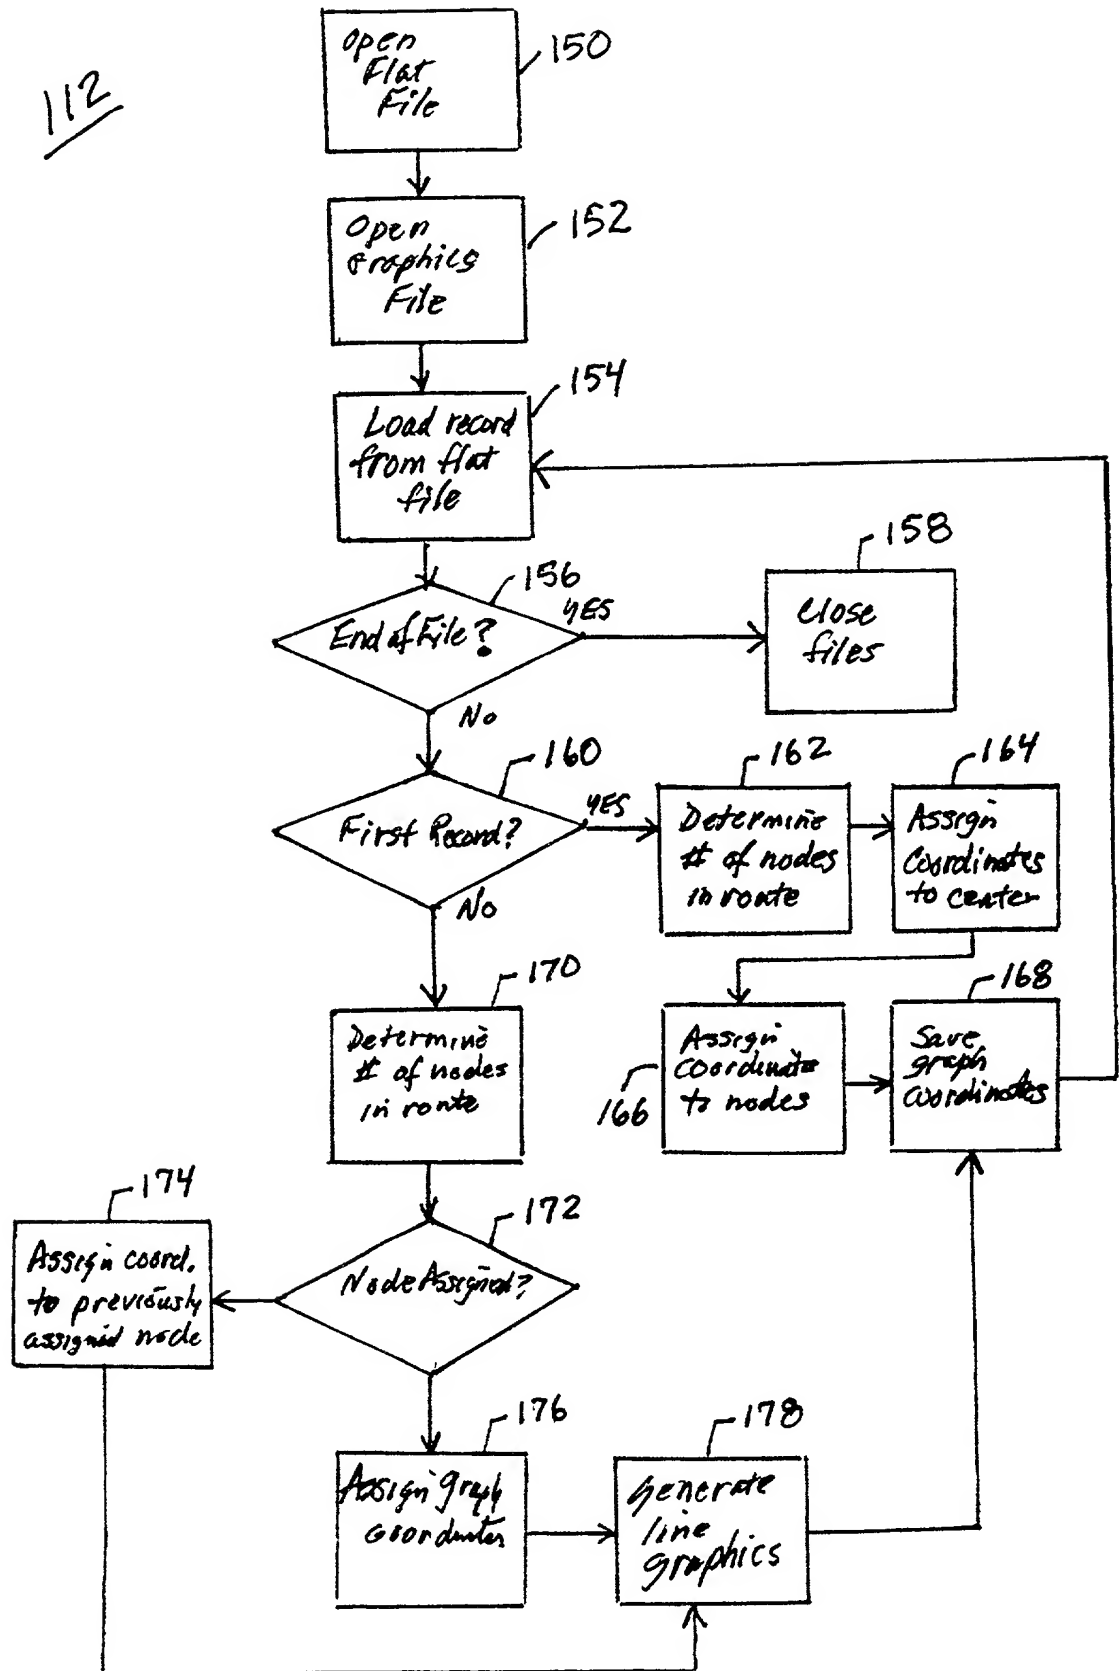 112
Open
Flat
File
150
Open
Graphics
File
152
Load record
from flat
file
154
End of File?
156
YES
Close
files
158
No
First Record?
160
YES
Determine
# of nodes
in route
162
Assign
Coordinates
to center
164
No
Determine
# of nodes
in route
170
Assign
coordinate
to nodes
166
Save
graph
coordinates
168
Node Assigned?
172
Assign coord.
to previously
assigned node
174
Assign graph
coordinates
176
Generate
line
graphics
178